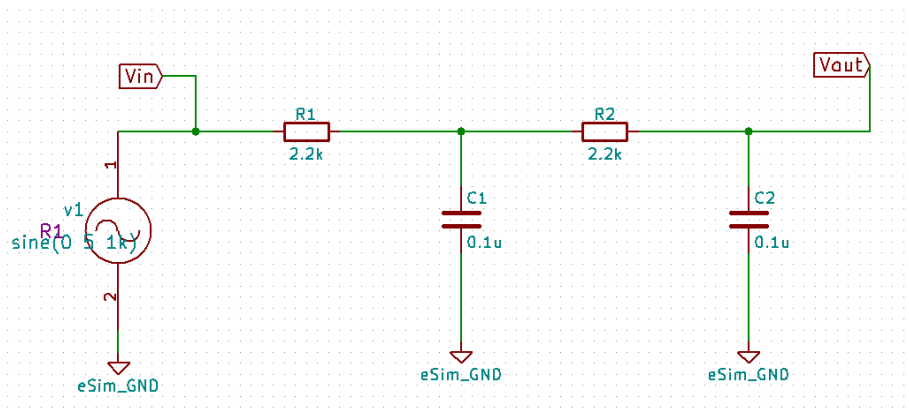 Vin
Vout
R1
2.2k
R2
2.2k
1
v1
R1
sine(0 5 1k)
2
C1
0.1u
C2
0.1u
eSim_GND
eSim_GND
eSim_GND